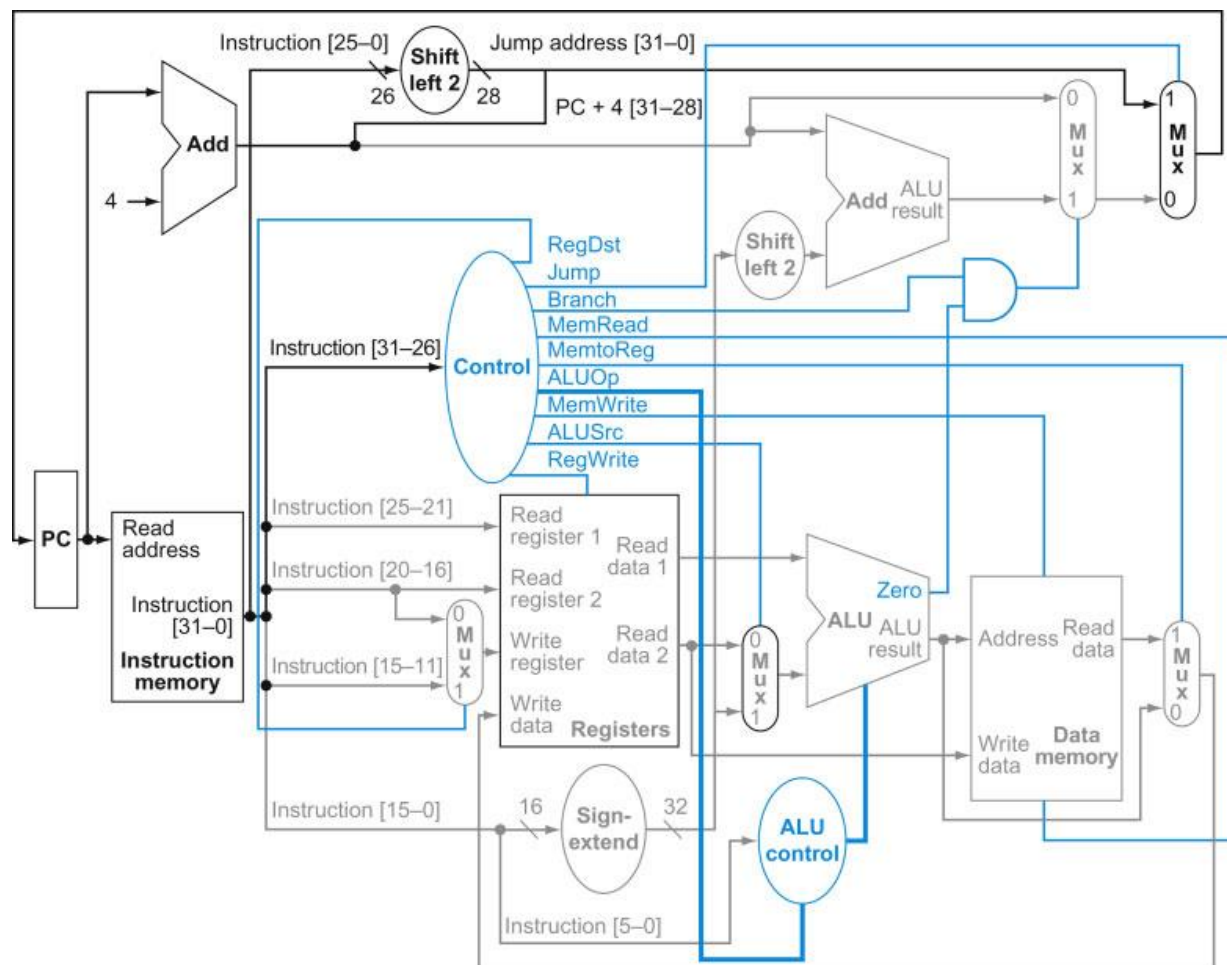 Instruction [25–0]
Shift
left 2
Jump address [31–0]
26
28
PC + 4 [31–28]
Add
4
0
M
u
x
1
1
M
u
x
0
Add
ALU
result
Shift
left 2
RegDst
Jump
Branch
MemRead
MemtoReg
ALUOp
MemWrite
ALUSrc
RegWrite
Instruction [31–26]
Control
PC
Read
address
Instruction
[31–0]
Instruction
memory
Instruction [25–21]
Instruction [20–16]
Instruction [15–11]
0
M
u
x
1
Read
register 1
Read
register 2
Write
register
Write
data
Read
data 1
Read
data 2
Registers
0
M
u
x
1
Zero
ALU
ALU
result
Address
Read
data
Write
data
Data
memory
1
M
u
x
0
Instruction [15–0]
16
Sign-
extend
32
ALU
control
Instruction [5–0]